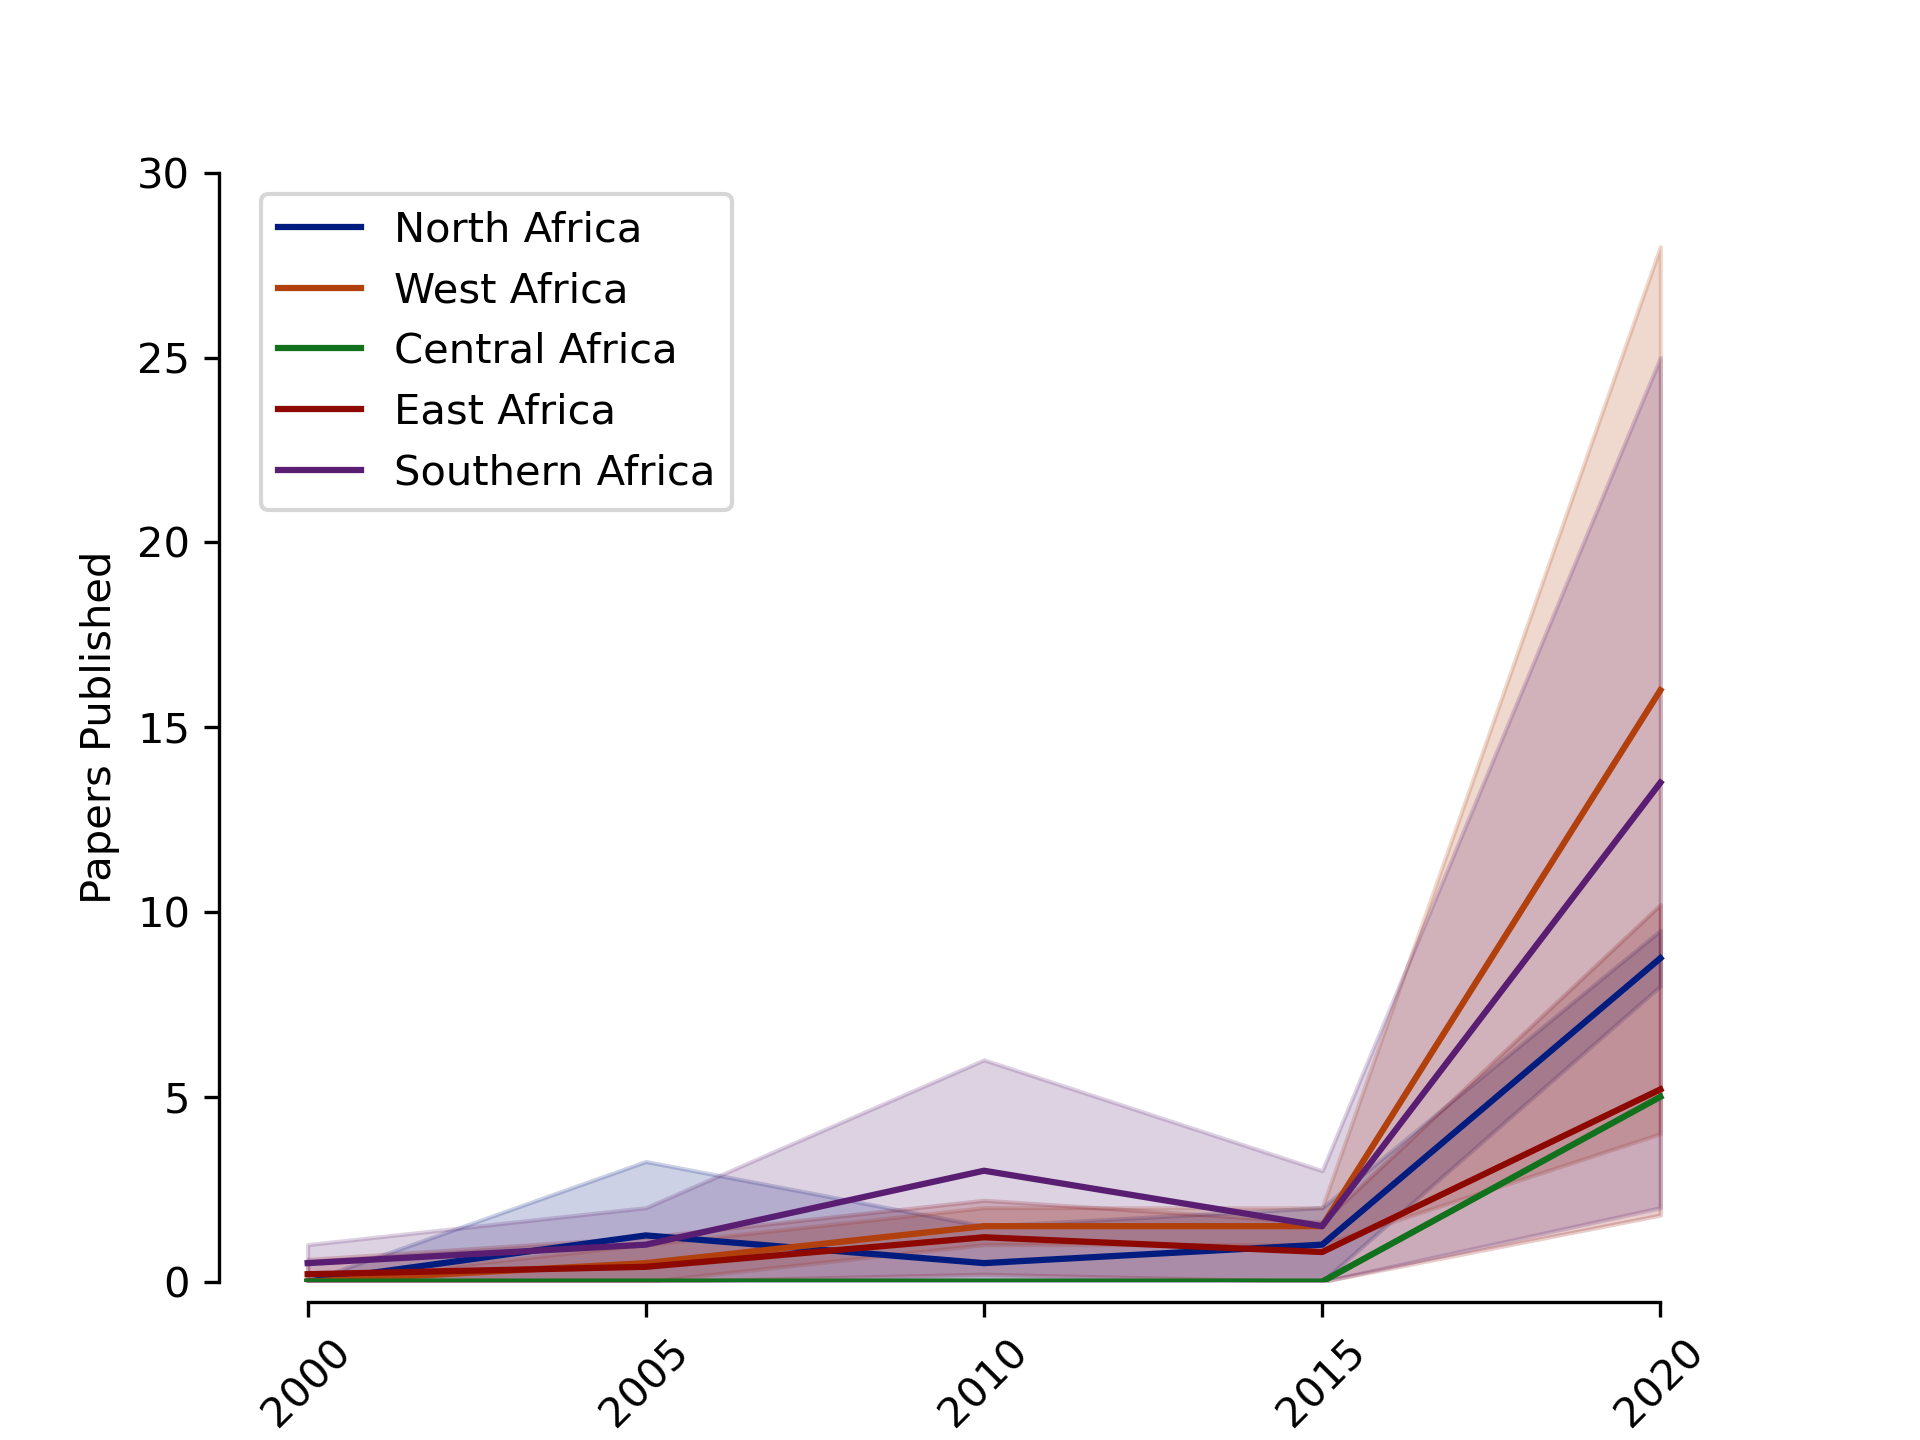 30
25
20
15
10
5
0
Papers Published
North Africa
West Africa
Central Africa
East Africa
Southern Africa
2000
2005
2010
2015
2020